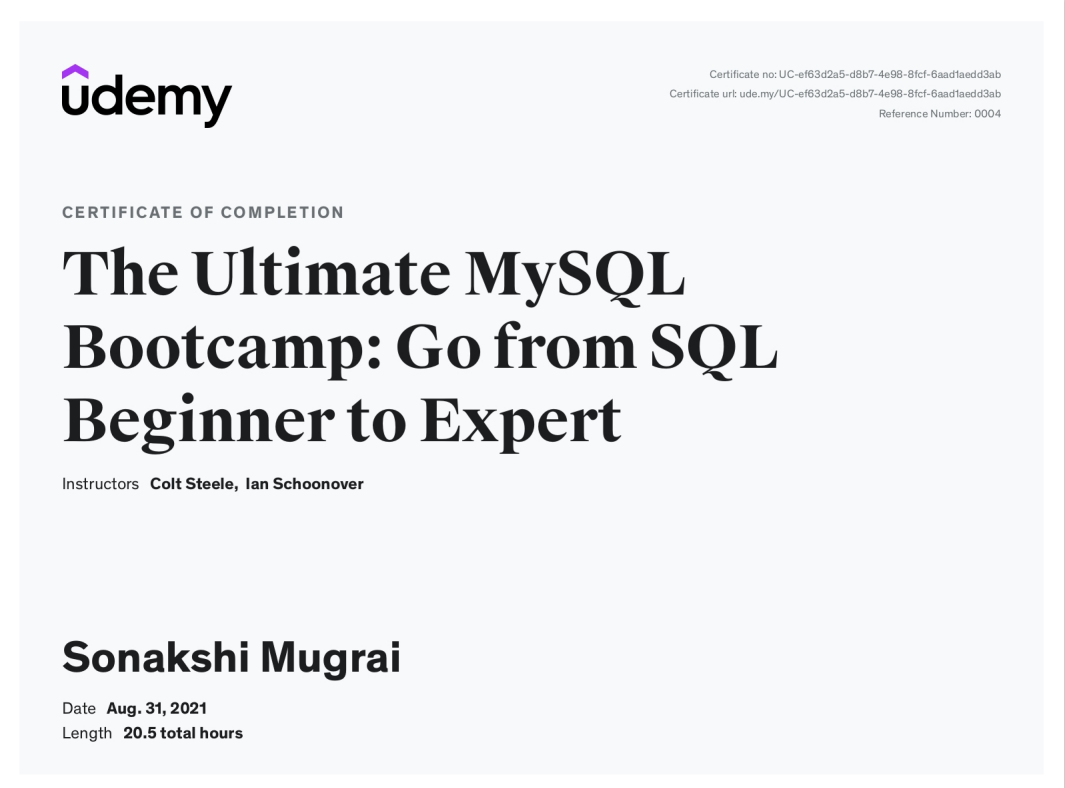 udemy
Certificate no: UC-ef63d2a5-d8b7-4e98-8fcf-6aad1aedd3ab
Certificate url: ude.my/UC-ef63d2a5-d8b7-4e98-8fcf-6aad1aedd3ab
Reference Number: 0004
CERTIFICATE OF COMPLETION
The Ultimate MySQL
Bootcamp: Go from SQL
Beginner to Expert
Instructors Colt Steele, Ian Schoonover
Sonakshi Mugrai
Date Aug. 31, 2021
Length 20.5 total hours